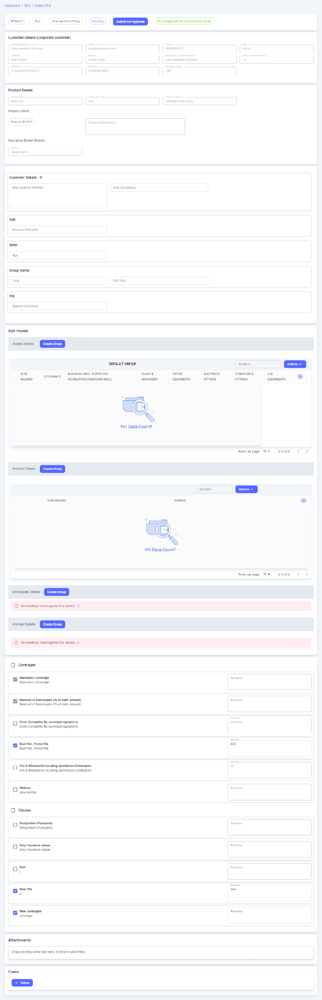 Dashboard / RFQ / Create RFQ
RFQ#111 Fire Standard Fire Policy Pending Submit For Approval All changes will be automatically saved.
Customer Details (Corporate customer)
Company Name Email Phone City
Daito Kentaku Partners dkp@mailinator.com 9899856532 Kochi
Address Branch Corporate Customer Branch Policy Period(Months)
DKP, Kochi Amex-kochi Daito Kentaku Partners 12
GST NO PAN NO Company code
22AAAAA0000A175 APPPH4556W DKP
Product Details
Policy Type Policy Sub Type Policy Product
Non Life Fire Standard Fire Policy
Enquiry Detail
Enquiry ID #121 Enquiry Description
Insurance Broker Branch
Branch
Amex-kochi
Customer Details - II
Risk Location Address Risk Occupancy
test
Previous Policy No
mnm
Age
Group Name
Total GST 18%
fire
Special Conditions
Sum Insured
Assets Details Create Group
DEFAULT GROUP SEARCH Actions
SUM INSURED OCCUPANCY BUILDINGS (INCL. PLINTH AND FOUNDATION,COMPOUND WALL) PLANT & MACHINERY OFFICE EQUIPMENTS ELECTRICAL FITTINGS FURNITURE & FITTINGS LAB EQUIPMENTS
NO Data Found!
Rows per page: 10 0-0 of 0
Animals Details Create Group
SEARCH Actions
SUM INSURED GENDER
NO Data Found!
Rows per page: 10 0-0 of 0
Employees Details Create Group
No headings found against this section...!!
Animals Details Create Group
No headings found against this section...!!
Coverages
Mandatory Coverage Remarks
Mandatory Coverage
Removal of Debris(upto 2% of claim amount) Remarks
Removal of Debris(upto 2% of claim amount)
Remarks
Costs Compelled By municipal regulations
Costs Compelled By municipal regulations
Remarks
Bush fire , Forest fire bdd
Bush fire , Forest fire
Remarks
Fire & Allied perils including Spontanius Combustion fd
Fire & Allied perils including Spontanius Combustion
Method Remarks
new method
Clauses
Designation of property Remarks
Designation of property
Duty insurance clause Remarks
Duty insurance clause
Ddd Remarks
r
Remarks
New title new
d
New coverages Remarks
coverage
Attachments
Drag and drop some files here, or click to select files
Claims
+ Claims